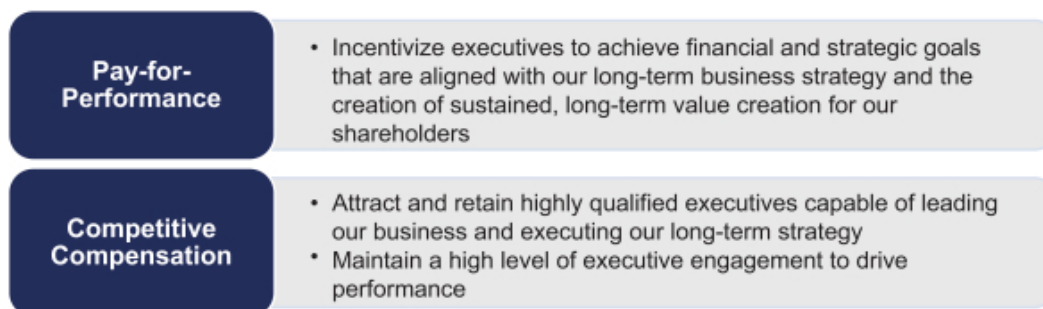 Pay-for-
Performance
• Incentivize executives to achieve financial and strategic goals
that are aligned with our long-term business strategy and the
creation of sustained, long-term value creation for our
shareholders
Competitive
Compensation
• Attract and retain highly qualified executives capable of leading
our business and executing our long-term strategy
• Maintain a high level of executive engagement to drive
performance